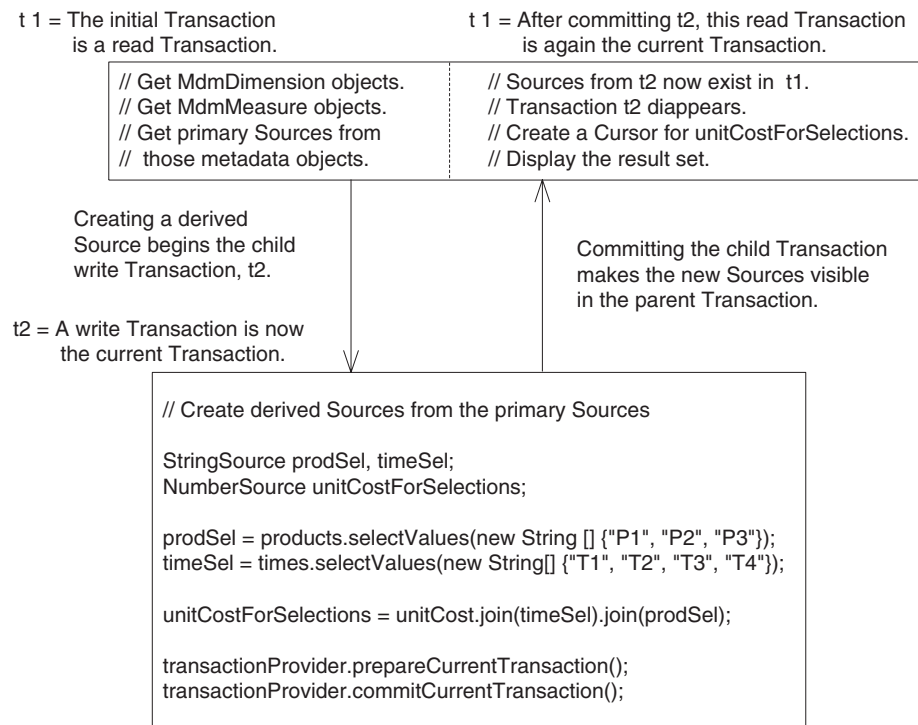 t 1 = The initial Transaction
is a read Transaction.
t 1 = After committing t2, this read Transaction
is again the current Transaction.
// Get MdmDimension objects.
// Get MdmMeasure objects.
// Get primary Sources from
// those metadata objects.
// Sources from t2 now exist in t1.
// Transaction t2 diappears.
// Create a Cursor for unitCostForSelections.
// Display the result set.
Creating a derived
Source begins the child
write Transaction, t2.
Committing the child Transaction
makes the new Sources visible
in the parent Transaction.
t2 = A write Transaction is now
the current Transaction.
// Create derived Sources from the primary Sources
StringSource prodSel, timeSel;
NumberSource unitCostForSelections;
prodSel = products.selectValues(new String [] {"P1", "P2", "P3"});
timeSel = times.selectValues(new String[] {"T1", "T2", "T3", "T4"});
unitCostForSelections = unitCost.join(timeSel).join(prodSel);
transactionProvider.prepareCurrentTransaction();
transactionProvider.commitCurrentTransaction();